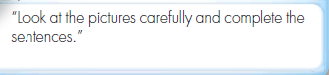 "Look at the pictures carefully and complete the
sentences."